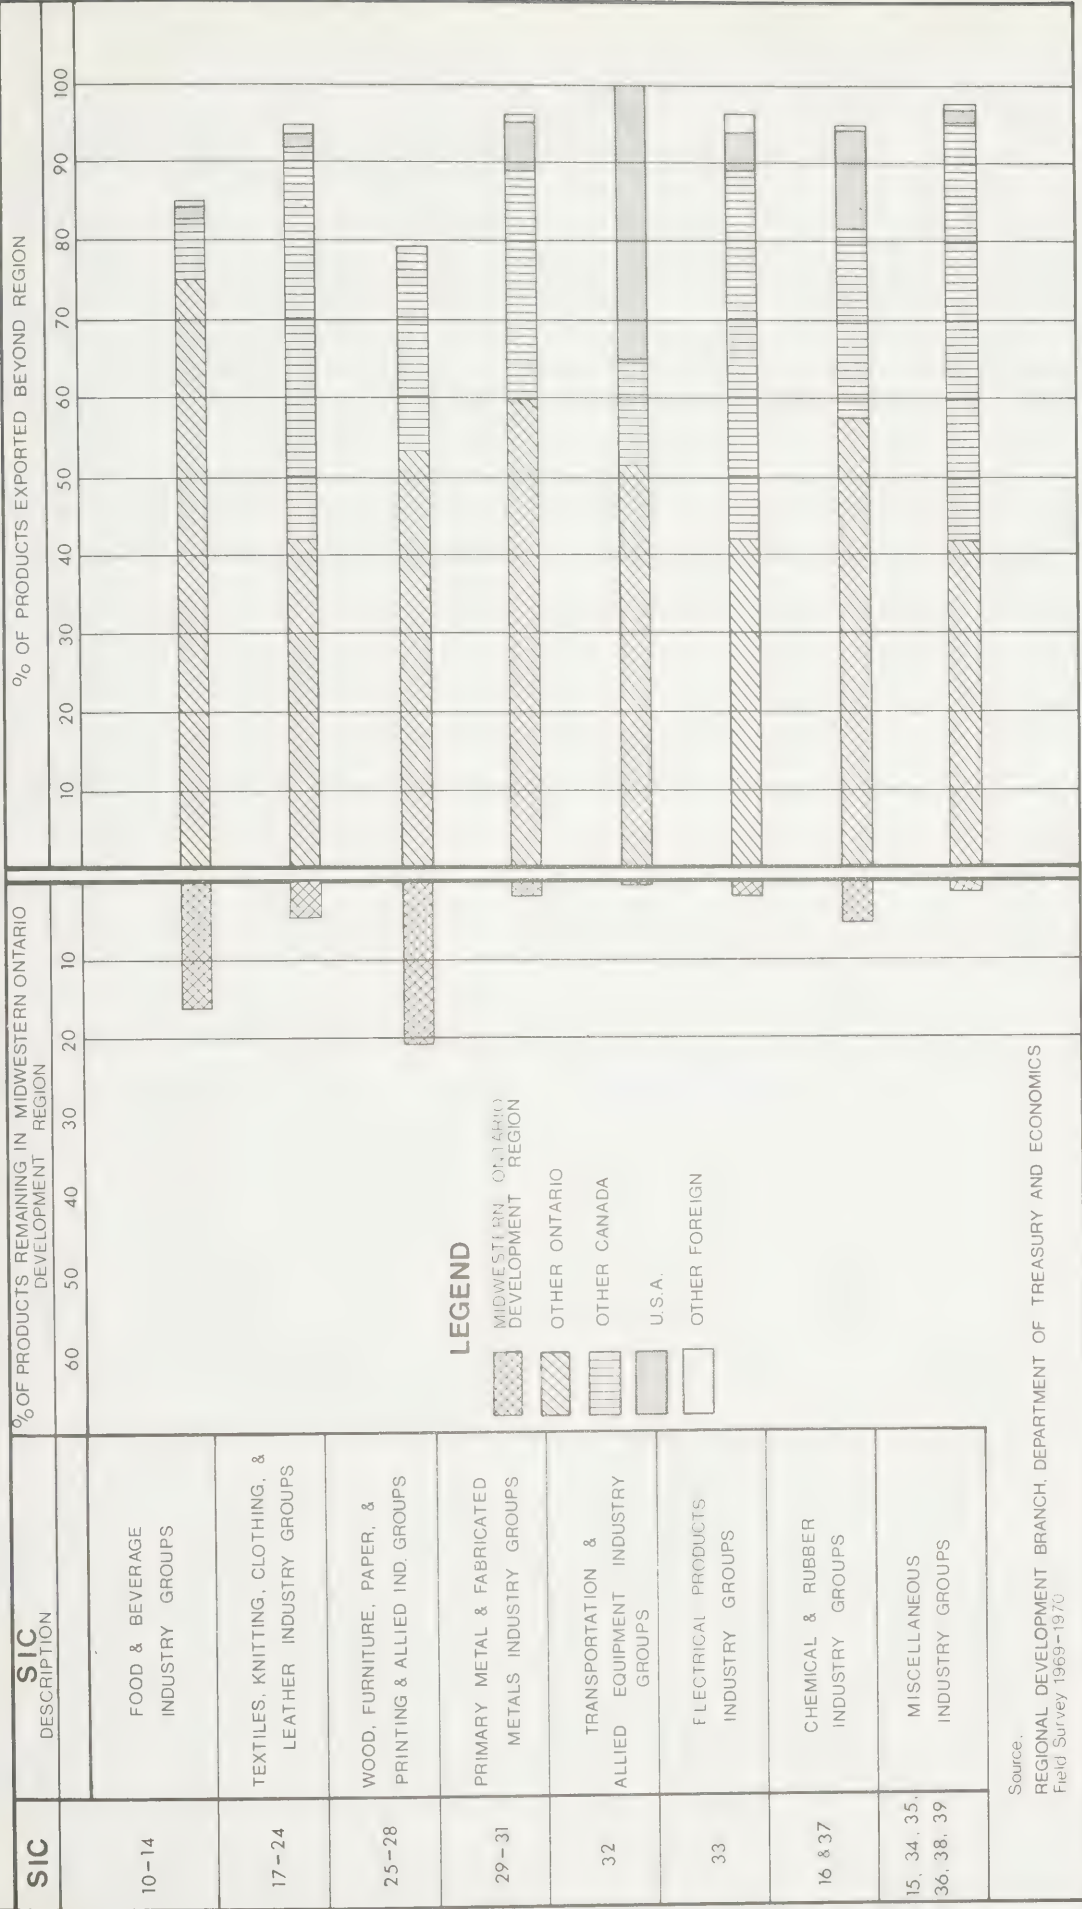 SIC
SIC
DESCRIPTION
% OF PRODUCTS REMAINING IN MIDWESTERN ONTARIO
DEVELOPMENT REGION
% OF PRODUCTS EXPORTED BEYOND REGION
60 50 40 30 20 10
10 20 30 40 50 60 70 80 90 100
10-14
FOOD & BEVERAGE
INDUSTRY GROUPS
17-24
TEXTILES, KNITTING, CLOTHING, &
LEATHER INDUSTRY GROUPS
25-28
WOOD, FURNITURE, PAPER, &
PRINTING & ALLIED IND. GROUPS
29-31
PRIMARY METAL & FABRICATED
METALS INDUSTRY GROUPS
32
TRANSPORTATION &
ALLIED EQUIPMENT INDUSTRY
GROUPS
33
ELECTRICAL PRODUCTS
INDUSTRY GROUPS
16 & 37
CHEMICAL & RUBBER
INDUSTRY GROUPS
15, 34, 35,
36, 38, 39
MISCELLANEOUS
INDUSTRY GROUPS
LEGEND
MIDWESTERN ONTARIO
DEVELOPMENT REGION
OTHER ONTARIO
OTHER CANADA
U.S.A.
OTHER FOREIGN
Source.
REGIONAL DEVELOPMENT BRANCH, DEPARTMENT OF TREASURY AND ECONOMICS
Field Survey 1969-1970